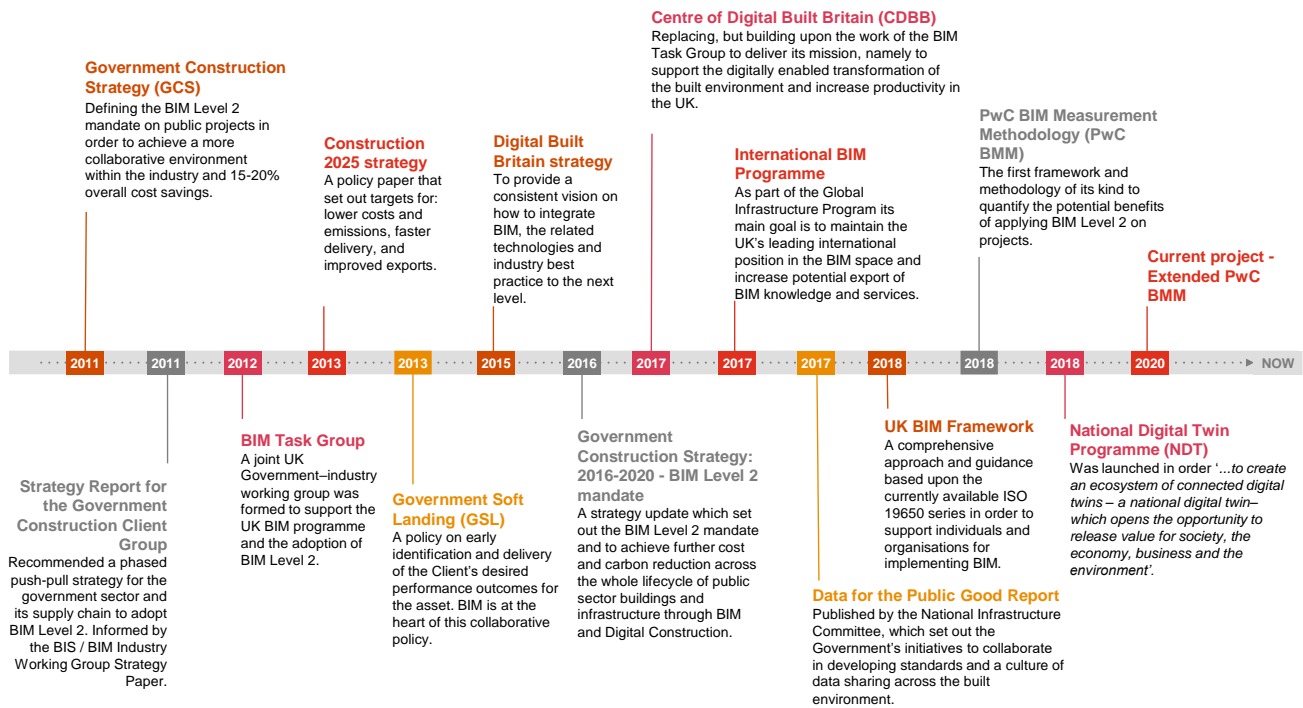 Centre of Digital Built Britain (CDBB)
Replacing, but building upon the work of the BIM
Task Group to deliver its mission, namely to
support the digitally enabled transformation of
the built environment and increase productivity in
the UK.
Government Construction
Strategy (GCS)
Defining the BIM Level 2
mandate on public projects in
order to achieve a more
collaborative environment
within the industry and 15-20%
overall cost savings.
Construction
2025 strategy
A policy paper that
set out targets for:
lower costs and
emissions, faster
delivery, and
improved exports.
Digital Built
Britain strategy
To provide a
consistent vision on
how to integrate
BIM, the related
technologies and
industry best
practice to the next
level.
International BIM
Programme
As part of the Global
Infrastructure Program its
main goal is to maintain the
UK's leading international
position in the BIM space and
increase potential export of
BIM knowledge and services.
PwC BIM Measurement
Methodology (PwC
BMM)
The first framework and
methodology of its kind to
quantify the potential benefits
of applying BIM Level 2 on
projects.
Current project -
Extended PwC
BMM
2011
2011
2012
2013
2013
2015
2016
2017
2017
2017
2018
2018
2018
2020
NOW
Strategy Report for
the Government
Construction Client
Group
Recommended a phased
push-pull strategy for the
government sector and
its supply chain to adopt
BIM Level 2. Informed by
the BIS / BIM Industry
Working Group Strategy
Paper.
BIM Task Group
A joint UK
Government–industry
working group was
formed to support the
UK BIM programme
and the adoption of
BIM Level 2.
Government Soft
Landing (GSL)
A policy on early
identification and delivery
of the Client's desired
performance outcomes for
the asset. BIM is at the
heart of this collaborative
policy.
Government
Construction Strategy:
2016-2020 - BIM Level 2
mandate
A strategy update which set
out the BIM Level 2 mandate
and to achieve further cost
and carbon reduction across
the whole lifecycle of public
sector buildings and
infrastructure through BIM
and Digital Construction.
Data for the Public Good Report
Published by the National Infrastructure
Committee, which set out the
Government's initiatives to collaborate
in developing standards and a culture of
data sharing across the built
environment.
UK BIM Framework
A comprehensive
approach and guidance
based upon the
currently available ISO
19650 series in order to
support individuals and
organisations for
implementing BIM.
National Digital Twin
Programme (NDT)
Was launched in order '...to create
an ecosystem of connected digital
twins – a national digital twin–
which opens the opportunity to
release value for society, the
economy, business and the
environment'.